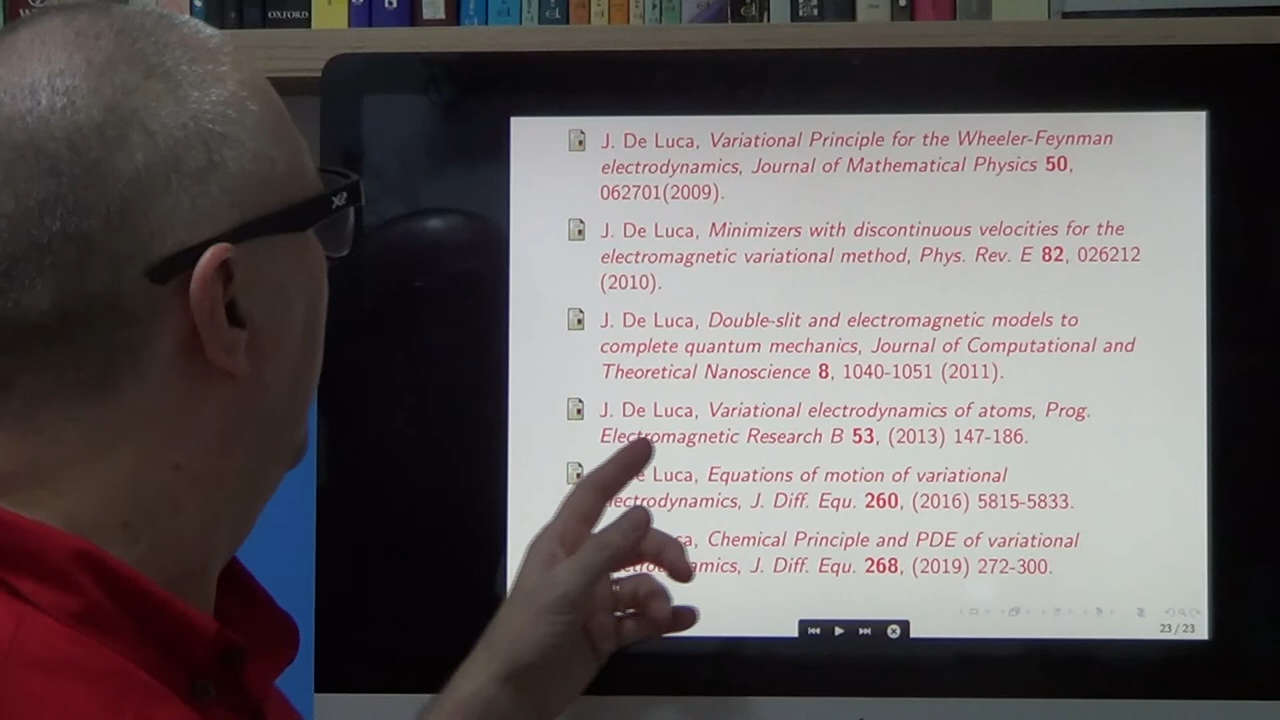 OXFORD
J. De Luca, Variational Principle for the Wheeler-Feynman
electrodynamics, Journal of Mathematical Physics 50,
062701(2009).
J. De Luca, Minimizers with discontinuous velocities for the
electromagnetic variational method, Phys. Rev. E 82, 026212
(2010).
J. De Luca, Double-slit and electromagnetic models to
complete quantum mechanics, Journal of Computational and
Theoretical Nanoscience 8, 1040-1051 (2011).
J. De Luca, Variational electrodynamics of atoms, Prog.
Electromagnetic Research B 53, (2013) 147-186.
Luca, Equations of motion of variational
electrodynamics, J. Diff. Equ. 260, (2016) 5815-5833.
Chemical Principle and PDE of variational
J. Diff. Equ. 268, (2019) 272-300.
23/23